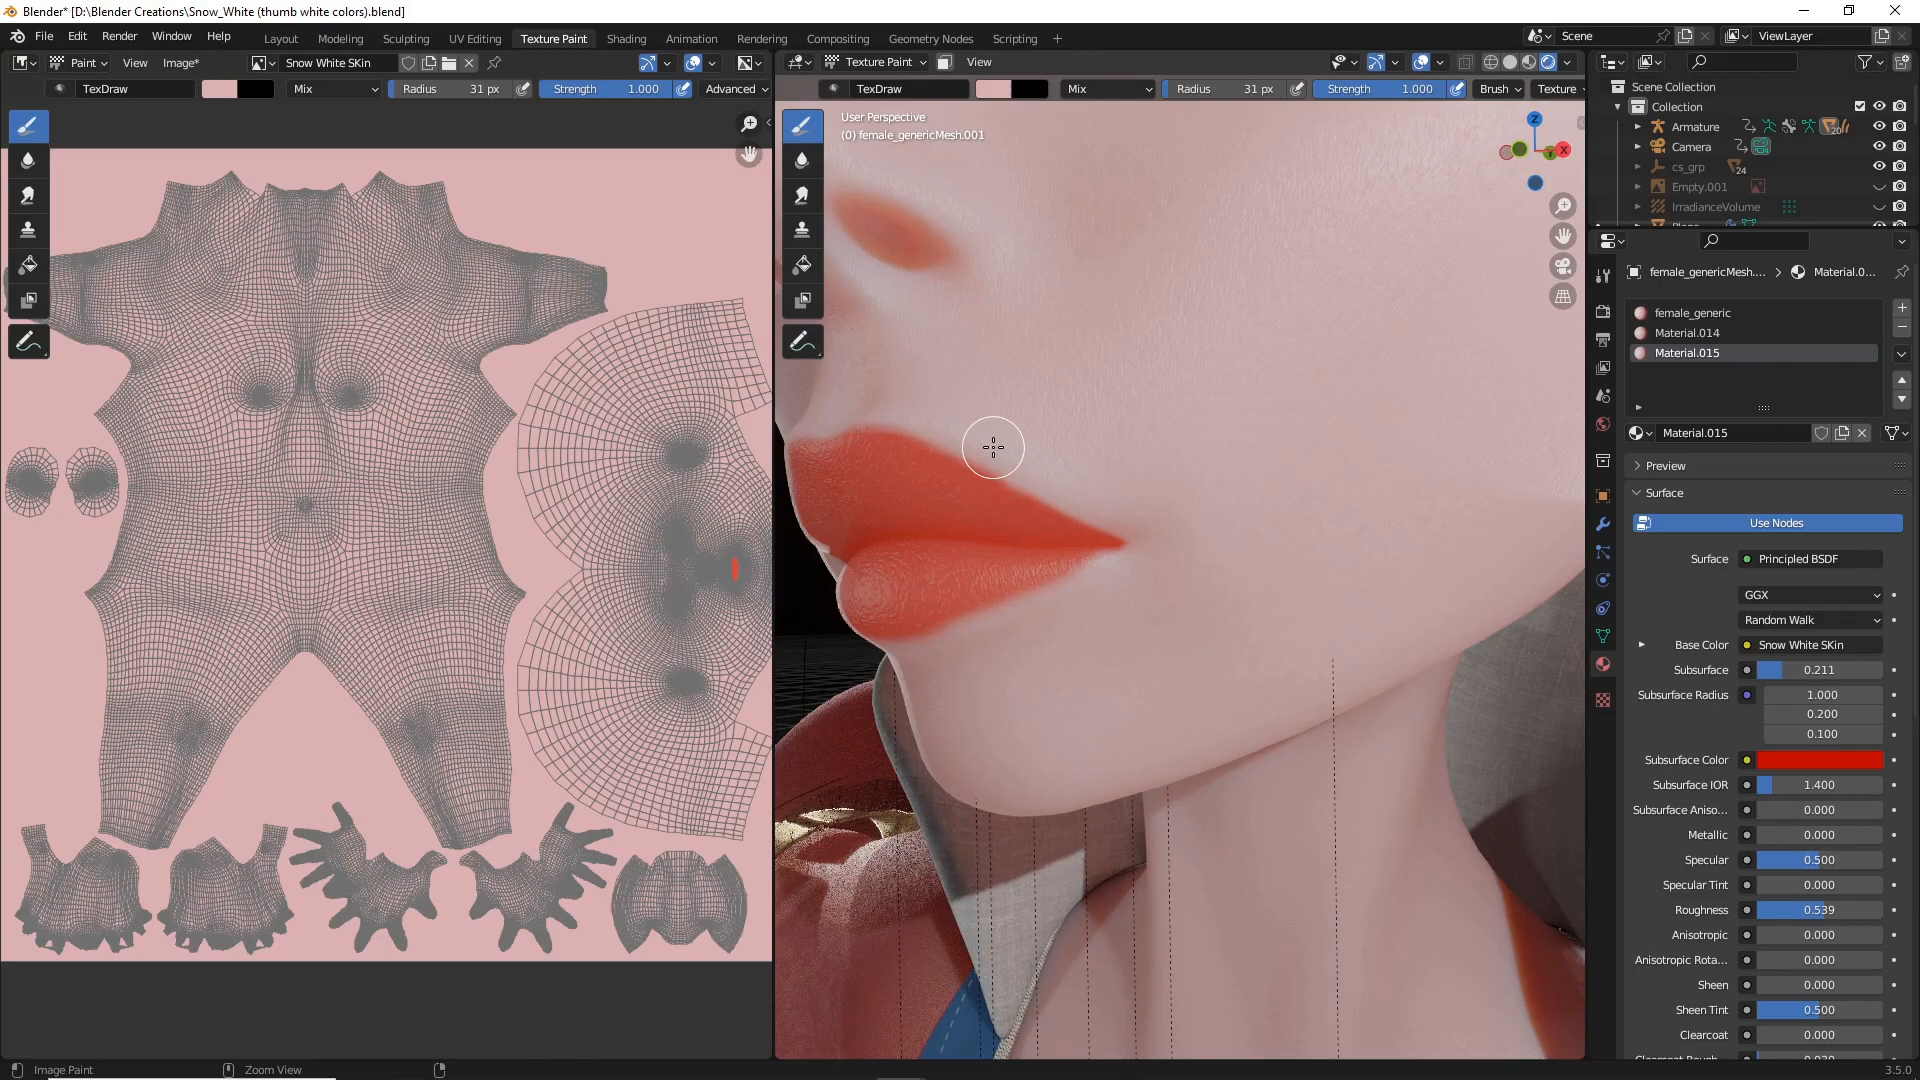 Blender* [D:\Blender Creations\Snow_White (thumb white colors).blend]
File Edit Render Window Help Layout Modeling Sculpting UV Editing Texture Paint Shading Animation Rendering Compositing Geometry Nodes Scripting + Scene ViewLayer
Paint View Image* Snow White SKin Texture Paint View
TexDraw Mix Radius 31 px Strength 1.000 Advanced TexDraw Mix Radius 31 px Strength 1.000 Brush Texture
User Perspective
(0) female_genericMesh.001
Z
X
Y
Scene Collection
Collection
Armature 20
Camera
cs_grp 24
Empty.001
IrradianceVolume
female_genericMesh.... > Material.0...
female_generic
Material.014
Material.015
Material.015
Preview
Surface
Use Nodes
Surface Principled BSDF
GGX
Random Walk
Base Color Snow White SKin
Subsurface 0.211
Subsurface Radius 1.000
0.200
0.100
Subsurface Color
Subsurface IOR 1.400
Subsurface Aniso... 0.000
Metallic 0.000
Specular 0.500
Specular Tint 0.000
Roughness 0.539
Anisotropic 0.000
Anisotropic Rota... 0.000
Sheen 0.000
Sheen Tint 0.500
Clearcoat 0.000
Image Paint Zoom View 3.5.0